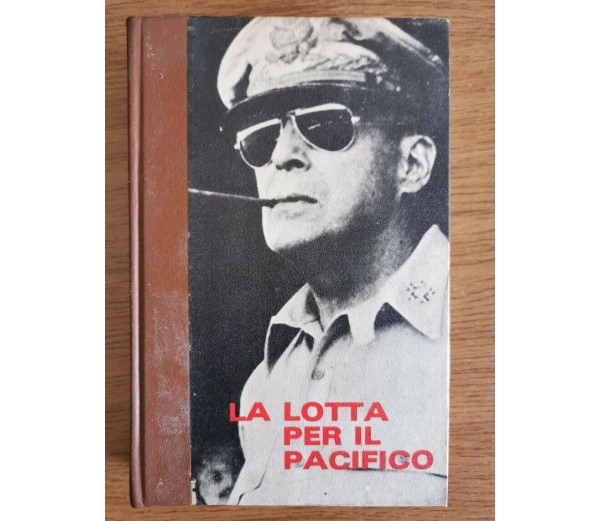 LA LOTTA
PER IL
PACIFICO